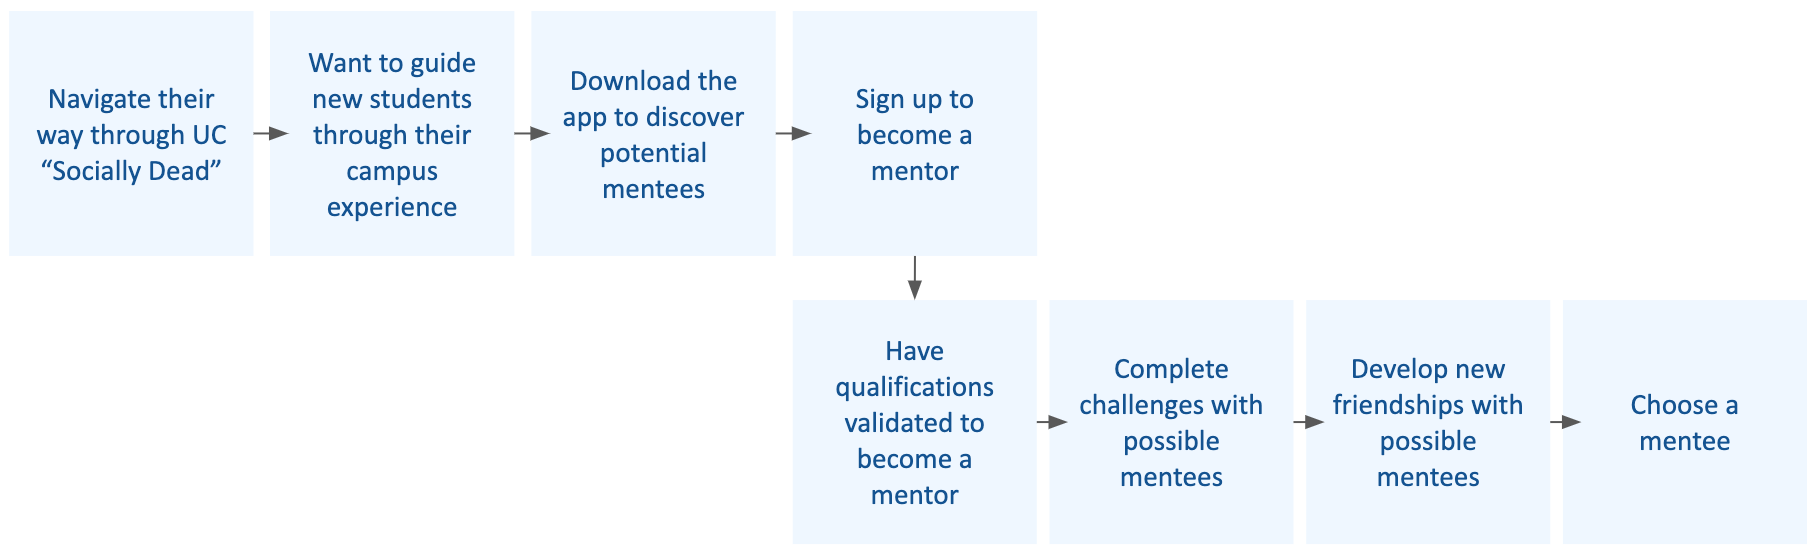 Navigate their
way through UC
“Socially Dead”
Want to guide
new students
through their
campus
experience
Download the
app to discover
potential
mentees
Sign up to
become a
mentor
Have
qualifications
validated to
become a
mentor
Complete
challenges with
possible
mentees
Develop new
friendships with
possible
mentees
Choose a
mentee